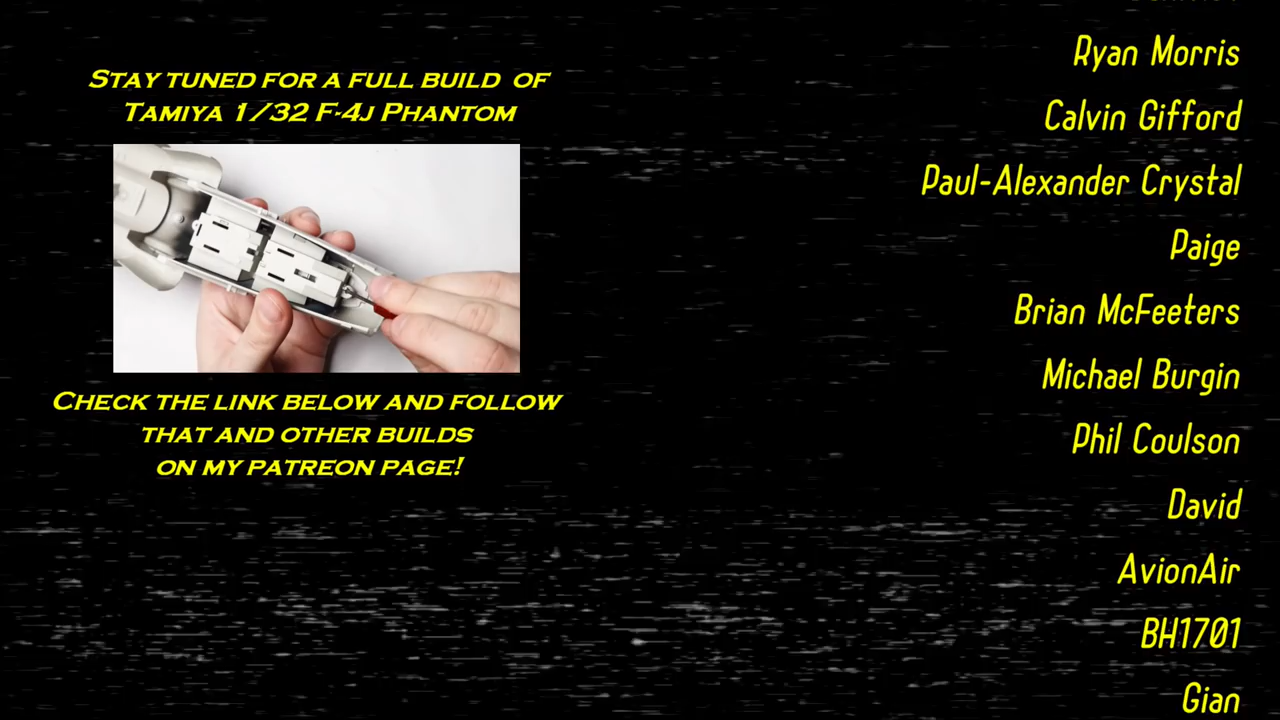 STAY TUNED FOR A FULL BUILD OF
TAMIYA 1/32 F-4J PHANTOM
CHECK THE LINK BELOW AND FOLLOW
THAT AND OTHER BUILDS
ON MY PATREON PAGE!
Ryan Morris
Calvin Gifford
Paul-Alexander Crystal
Paige
Brian McFeeters
Michael Burgin
Phil Coulson
David
AvionAir
BH1701
Gian